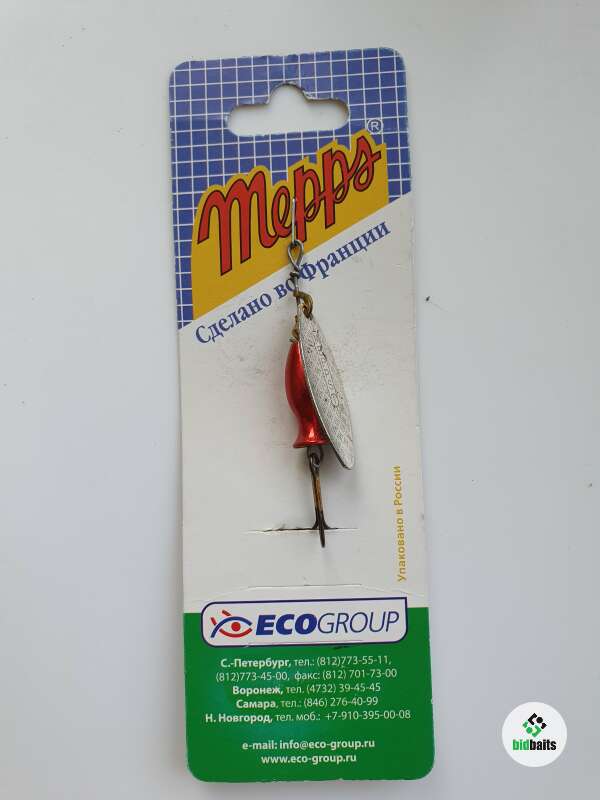 Mepps®
Сделано во Франции
Упаковано в России
ECOGROUP
С.-Петербург, тел.: (812)773-55-11,
(812)773-45-00, факс: (812) 701-73-00
Воронеж, тел. (4732) 39-45-45
Самара, тел.: (846) 276-40-99
Н. Новгород, тел. моб.: +7-910-395-00-08
e-mail: info@eco-group.ru
www.eco-group.ru
bidbaits